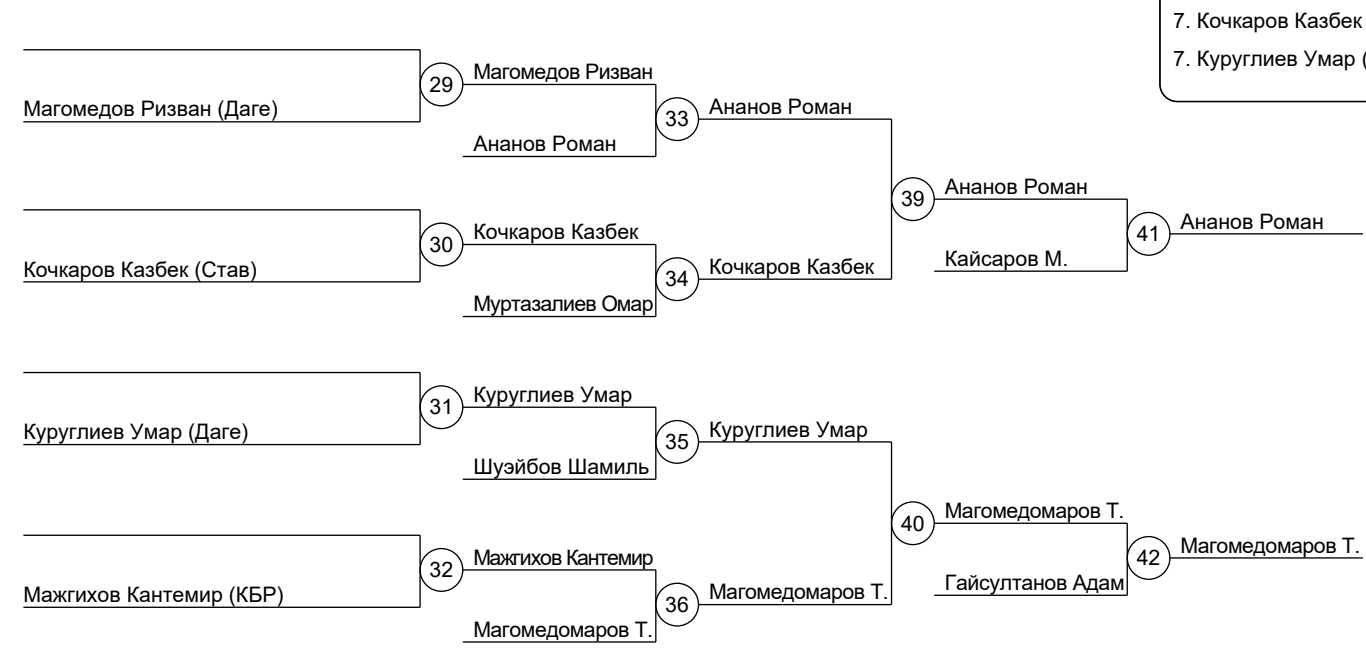 7. Кочкаров Казбек
7. Куруглиев Умар (
29
Магомедов Ризван
Магомедов Ризван (Даге)
33
Ананов Роман
Ананов Роман
39
Ананов Роман
41
Ананов Роман
30
Кочкаров Казбек
Кочкаров Казбек (Став)
34
Кочкаров Казбек
Кайсаров М.
Муртазалиев Омар
31
Куруглиев Умар
Куруглиев Умар (Даге)
35
Куруглиев Умар
Шуэйбов Шамиль
40
Магомедомаров Т.
42
Магомедомаров Т.
32
Мажгихов Кантемир
Мажгихов Кантемир (КБР)
36
Магомедомаров Т.
Гайсултанов Адам
Магомедомаров Т.